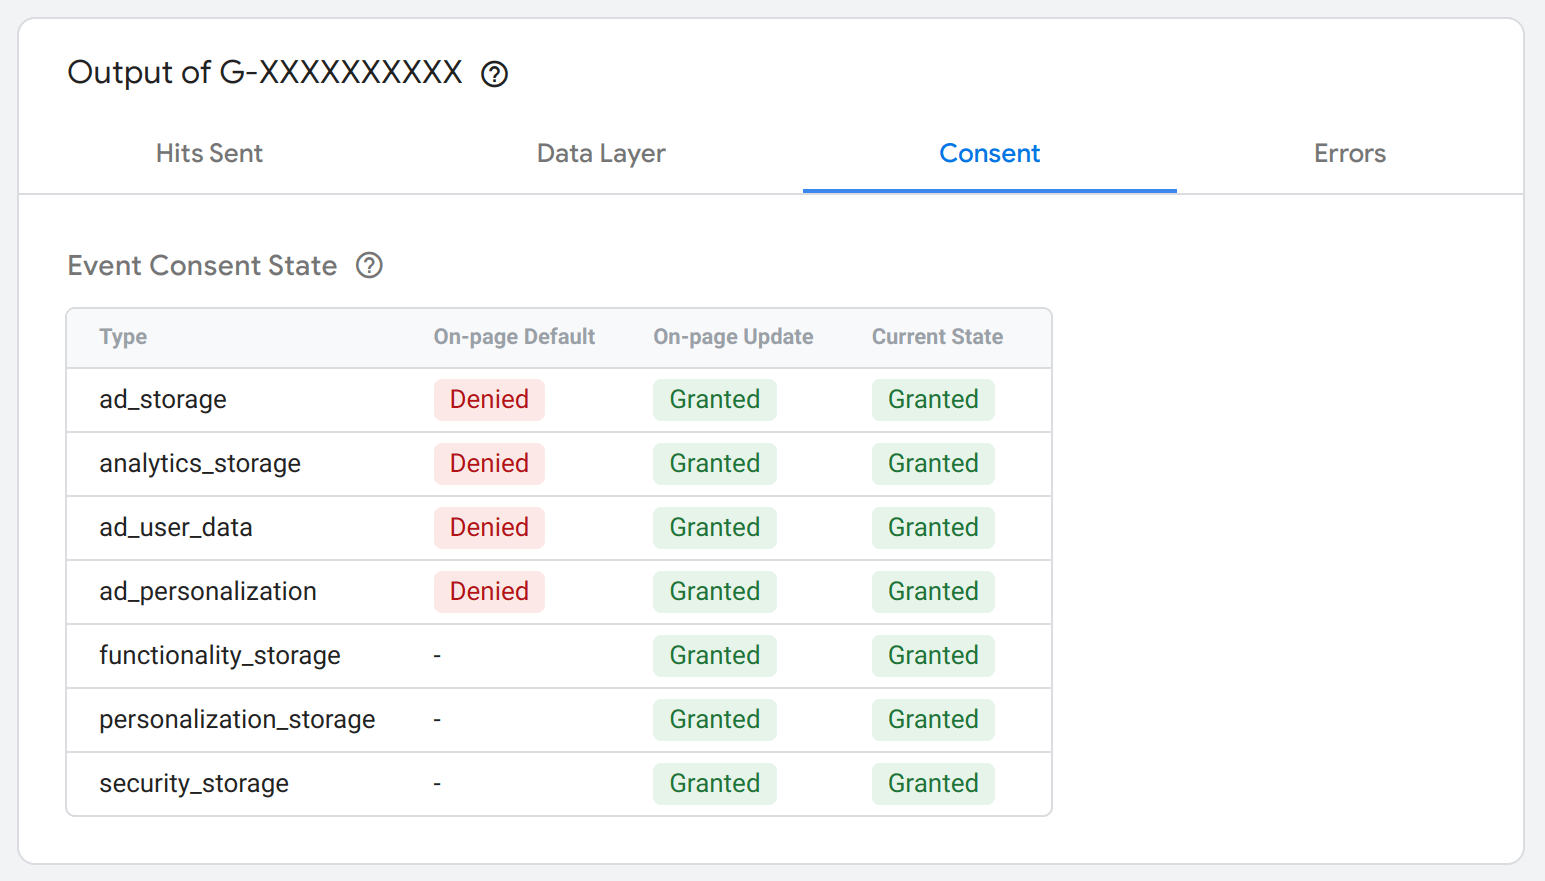 Output of G-XXXXXXXXXX
Hits Sent Data Layer Consent Errors
Event Consent State
Type On-page Default On-page Update Current State
ad_storage Denied Granted Granted
analytics_storage Denied Granted Granted
ad_user_data Denied Granted Granted
ad_personalization Denied Granted Granted
functionality_storage - Granted Granted
personalization_storage - Granted Granted
security_storage - Granted Granted